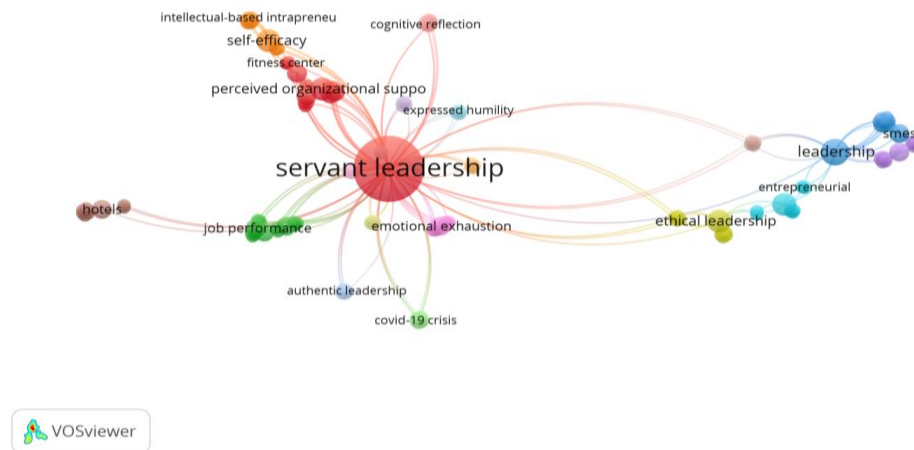 intellectual-based intrapreneu
cognitive reflection
self-efficacy
fitness center
perceived organizational suppo
expressed humility
smes
leadership
servant leadership
entrepreneurial
hotels
job performance
emotional exhaustion
ethical leadership
authentic leadership
covid-19 crisis
VOSviewer